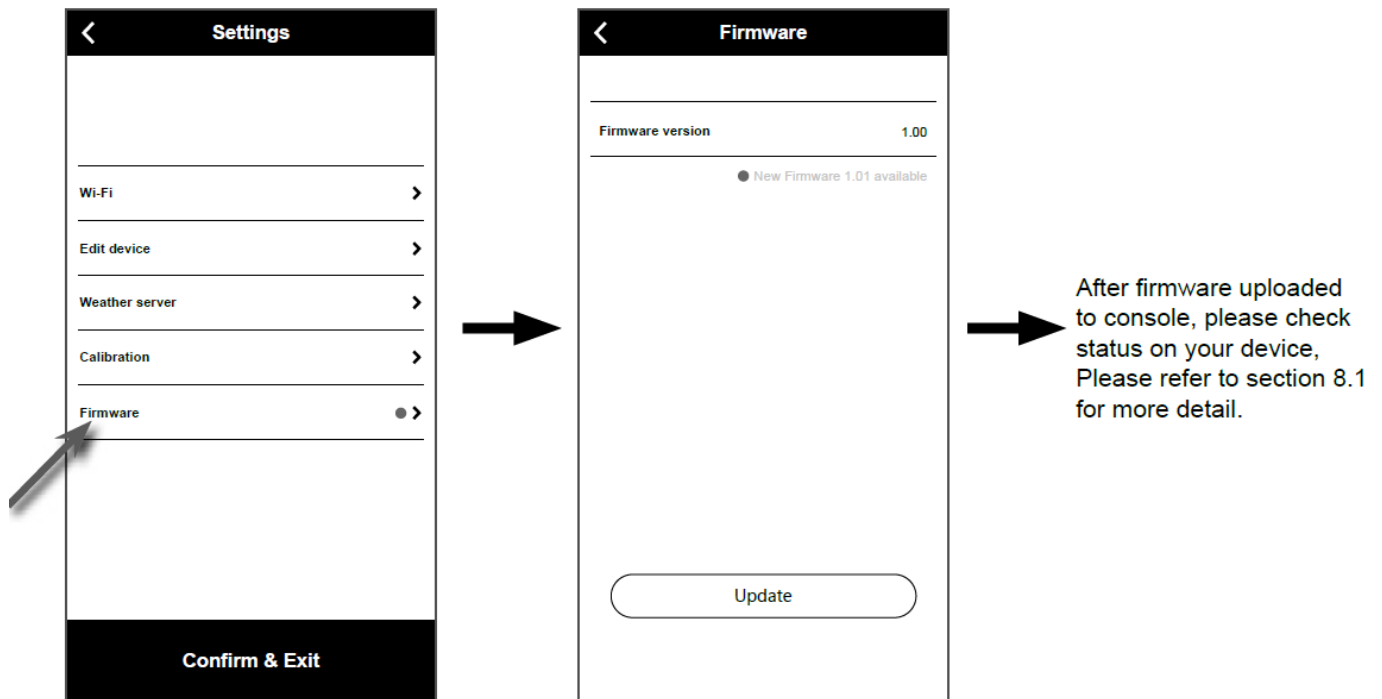 Settings
Wi-Fi
Edit device
Weather server
Calibration
Firmware
Confirm & Exit
Firmware
Firmware version 1.00
New Firmware 1.01 available
Update
After firmware uploaded
to console, please check
status on your device,
Please refer to section 8.1
for more detail.